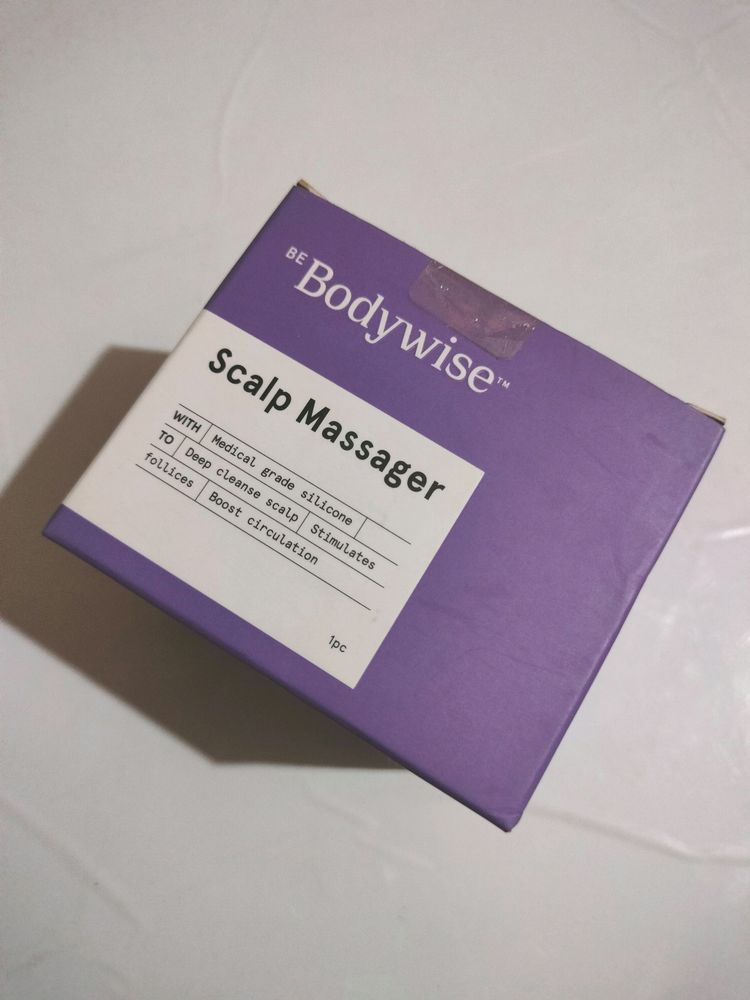 BE
Bodywise™
Scalp Massager
WITH Medical grade silicone
TO Deep cleanse scalp Stimulates
follices Boost circulation
1pc